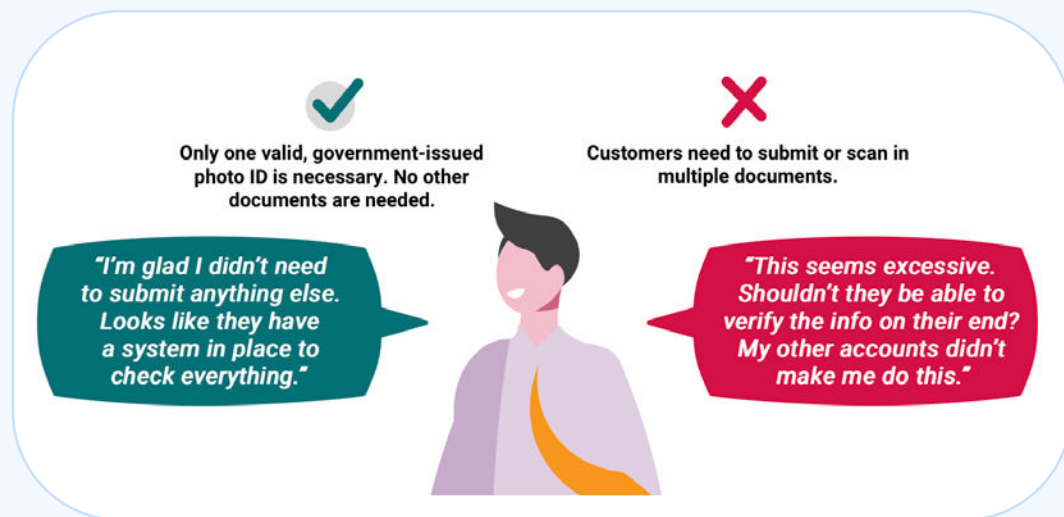 Only one valid, government-issued
photo ID is necessary. No other
documents are needed.
Customers need to submit or scan in
multiple documents.
“I’m glad I didn’t need
to submit anything else.
Looks like they have
a system in place to
check everything.”
“This seems excessive.
Shouldn’t they be able to
verify the info on their end?
My other accounts didn’t
make me do this.”